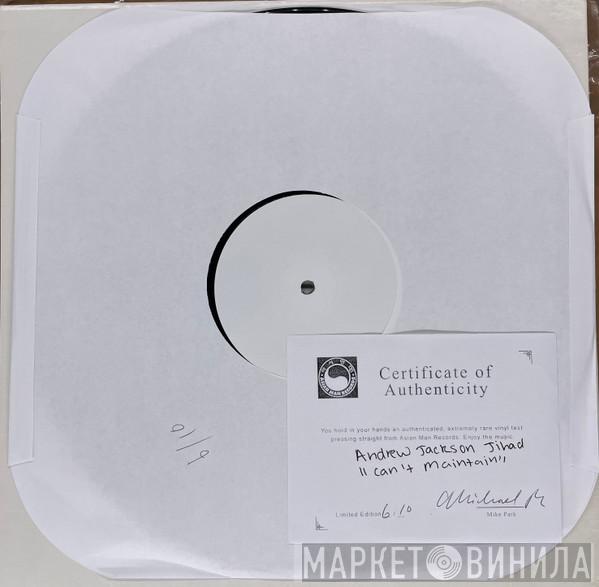 Certificate of
Authenticity
You hold in your hands an authenticated, extremely rare vinyl test
pressing straight from Asian Man Records. Enjoy the music.
Andrew Jackson Jihad
"Can't maintain"
Limited Edition 6:10
Mike Park
МАРКЕТ ВИНИЛА